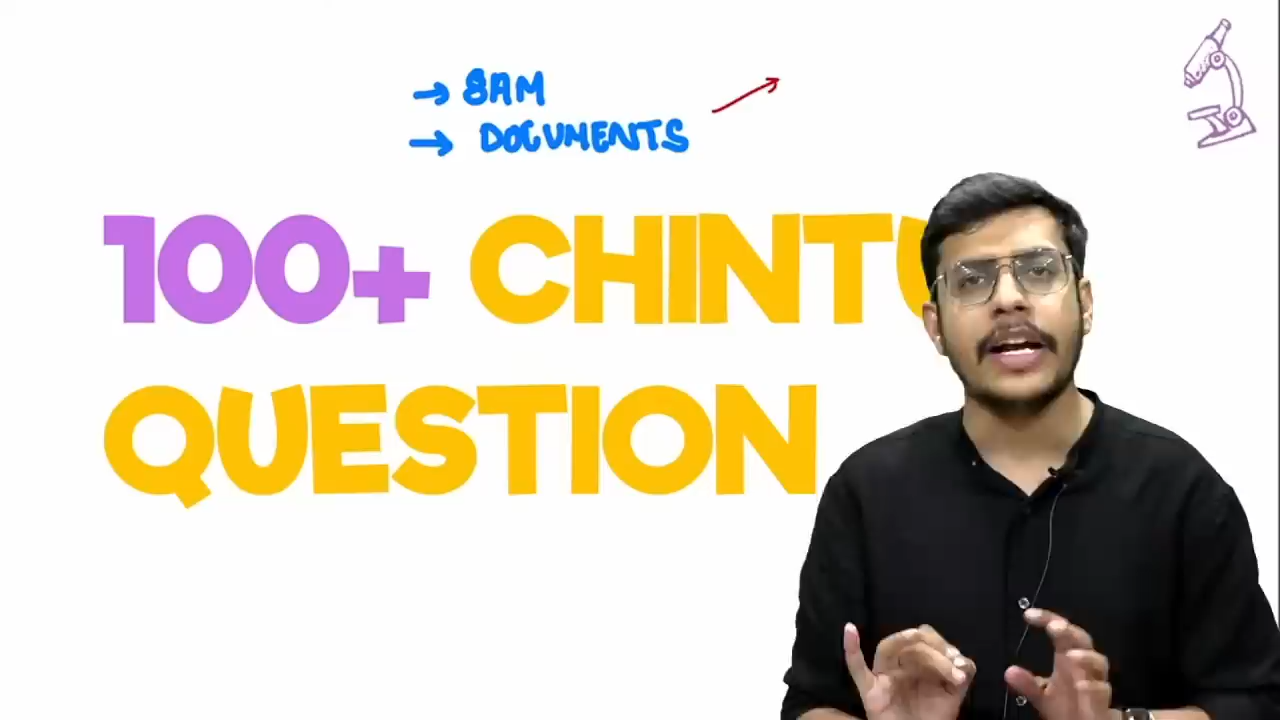 → 8AM
→ DOCUMENTS
100+ CHINTU
QUESTION